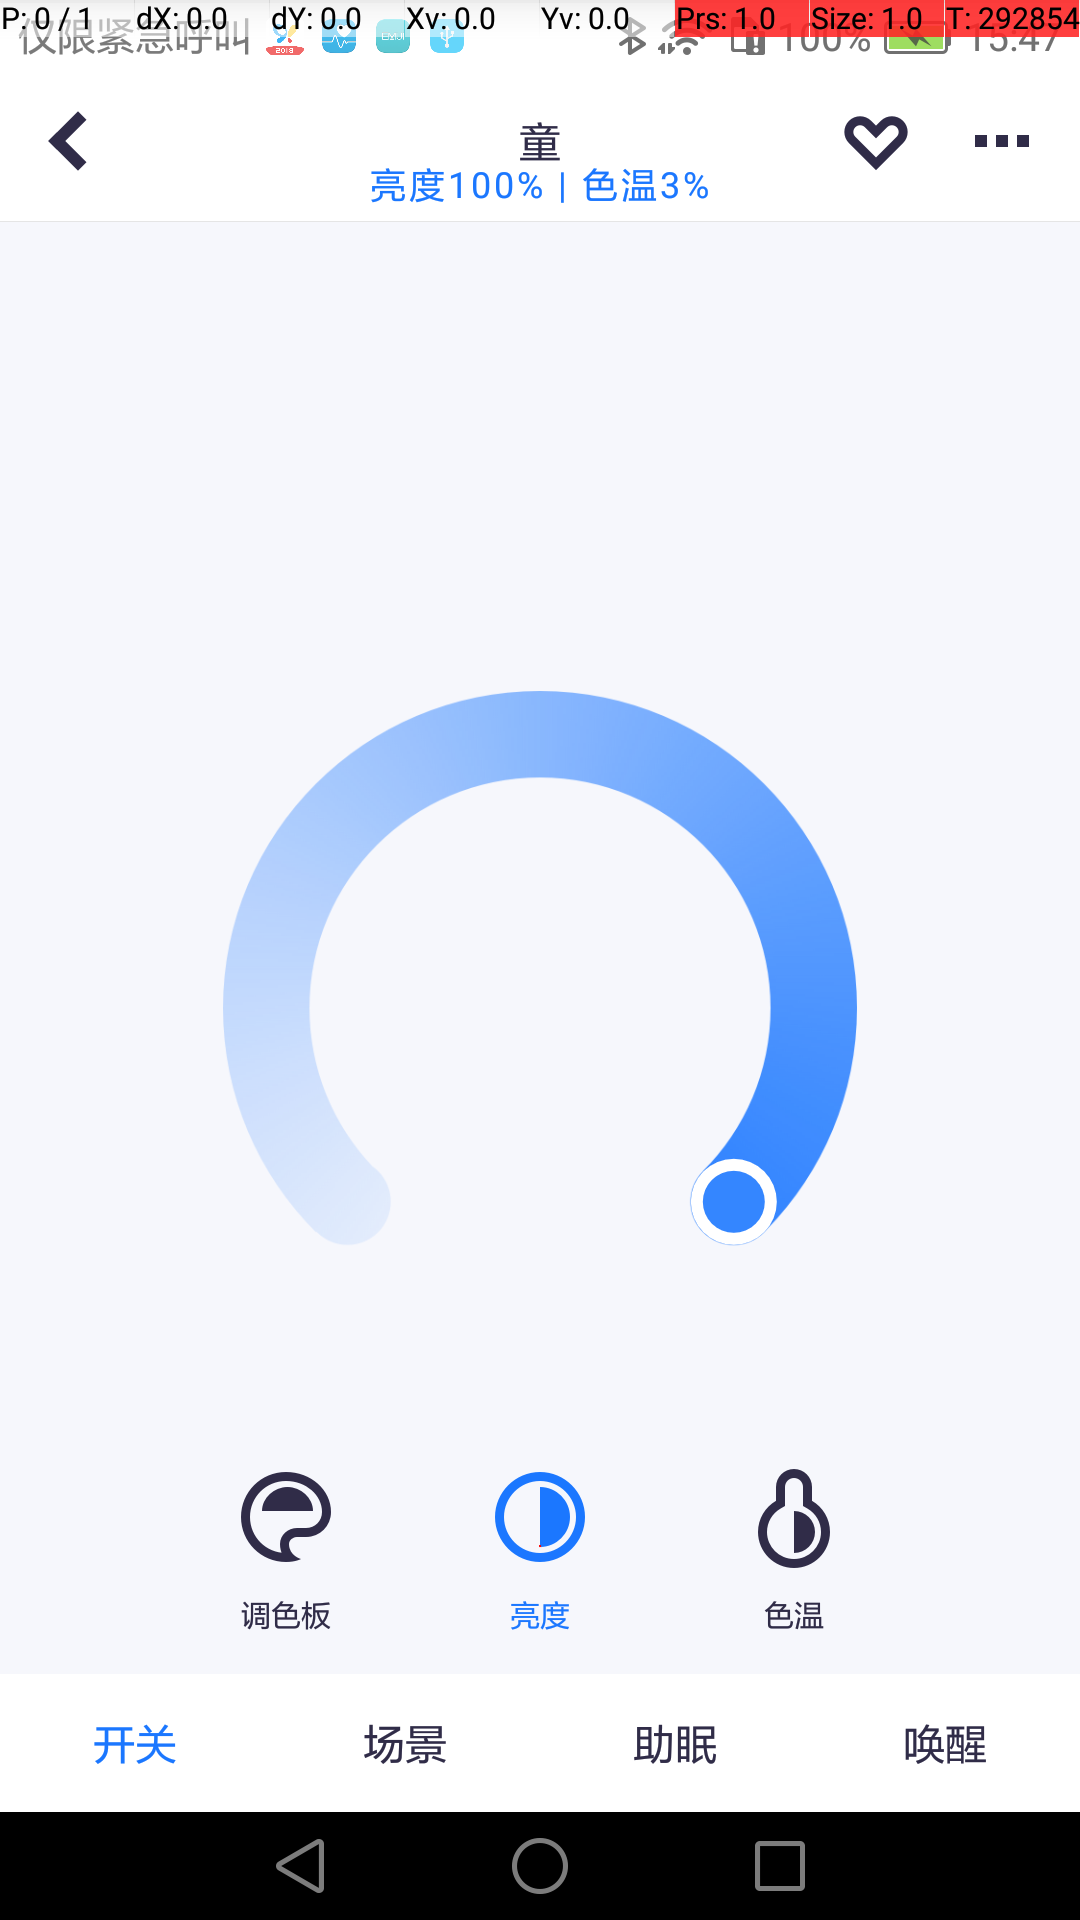 P: 0 / 1 dX: 0.0 dY: 0.0 Xv: 0.0 Yv: 0.0 Prs: 1.0 Size: 1.0 T: 292854
仅限紧急呼叫 2018 EMUI 100% 15:47
童
亮度100% | 色温3%
调色板 亮度 色温
开关 场景 助眠 唤醒